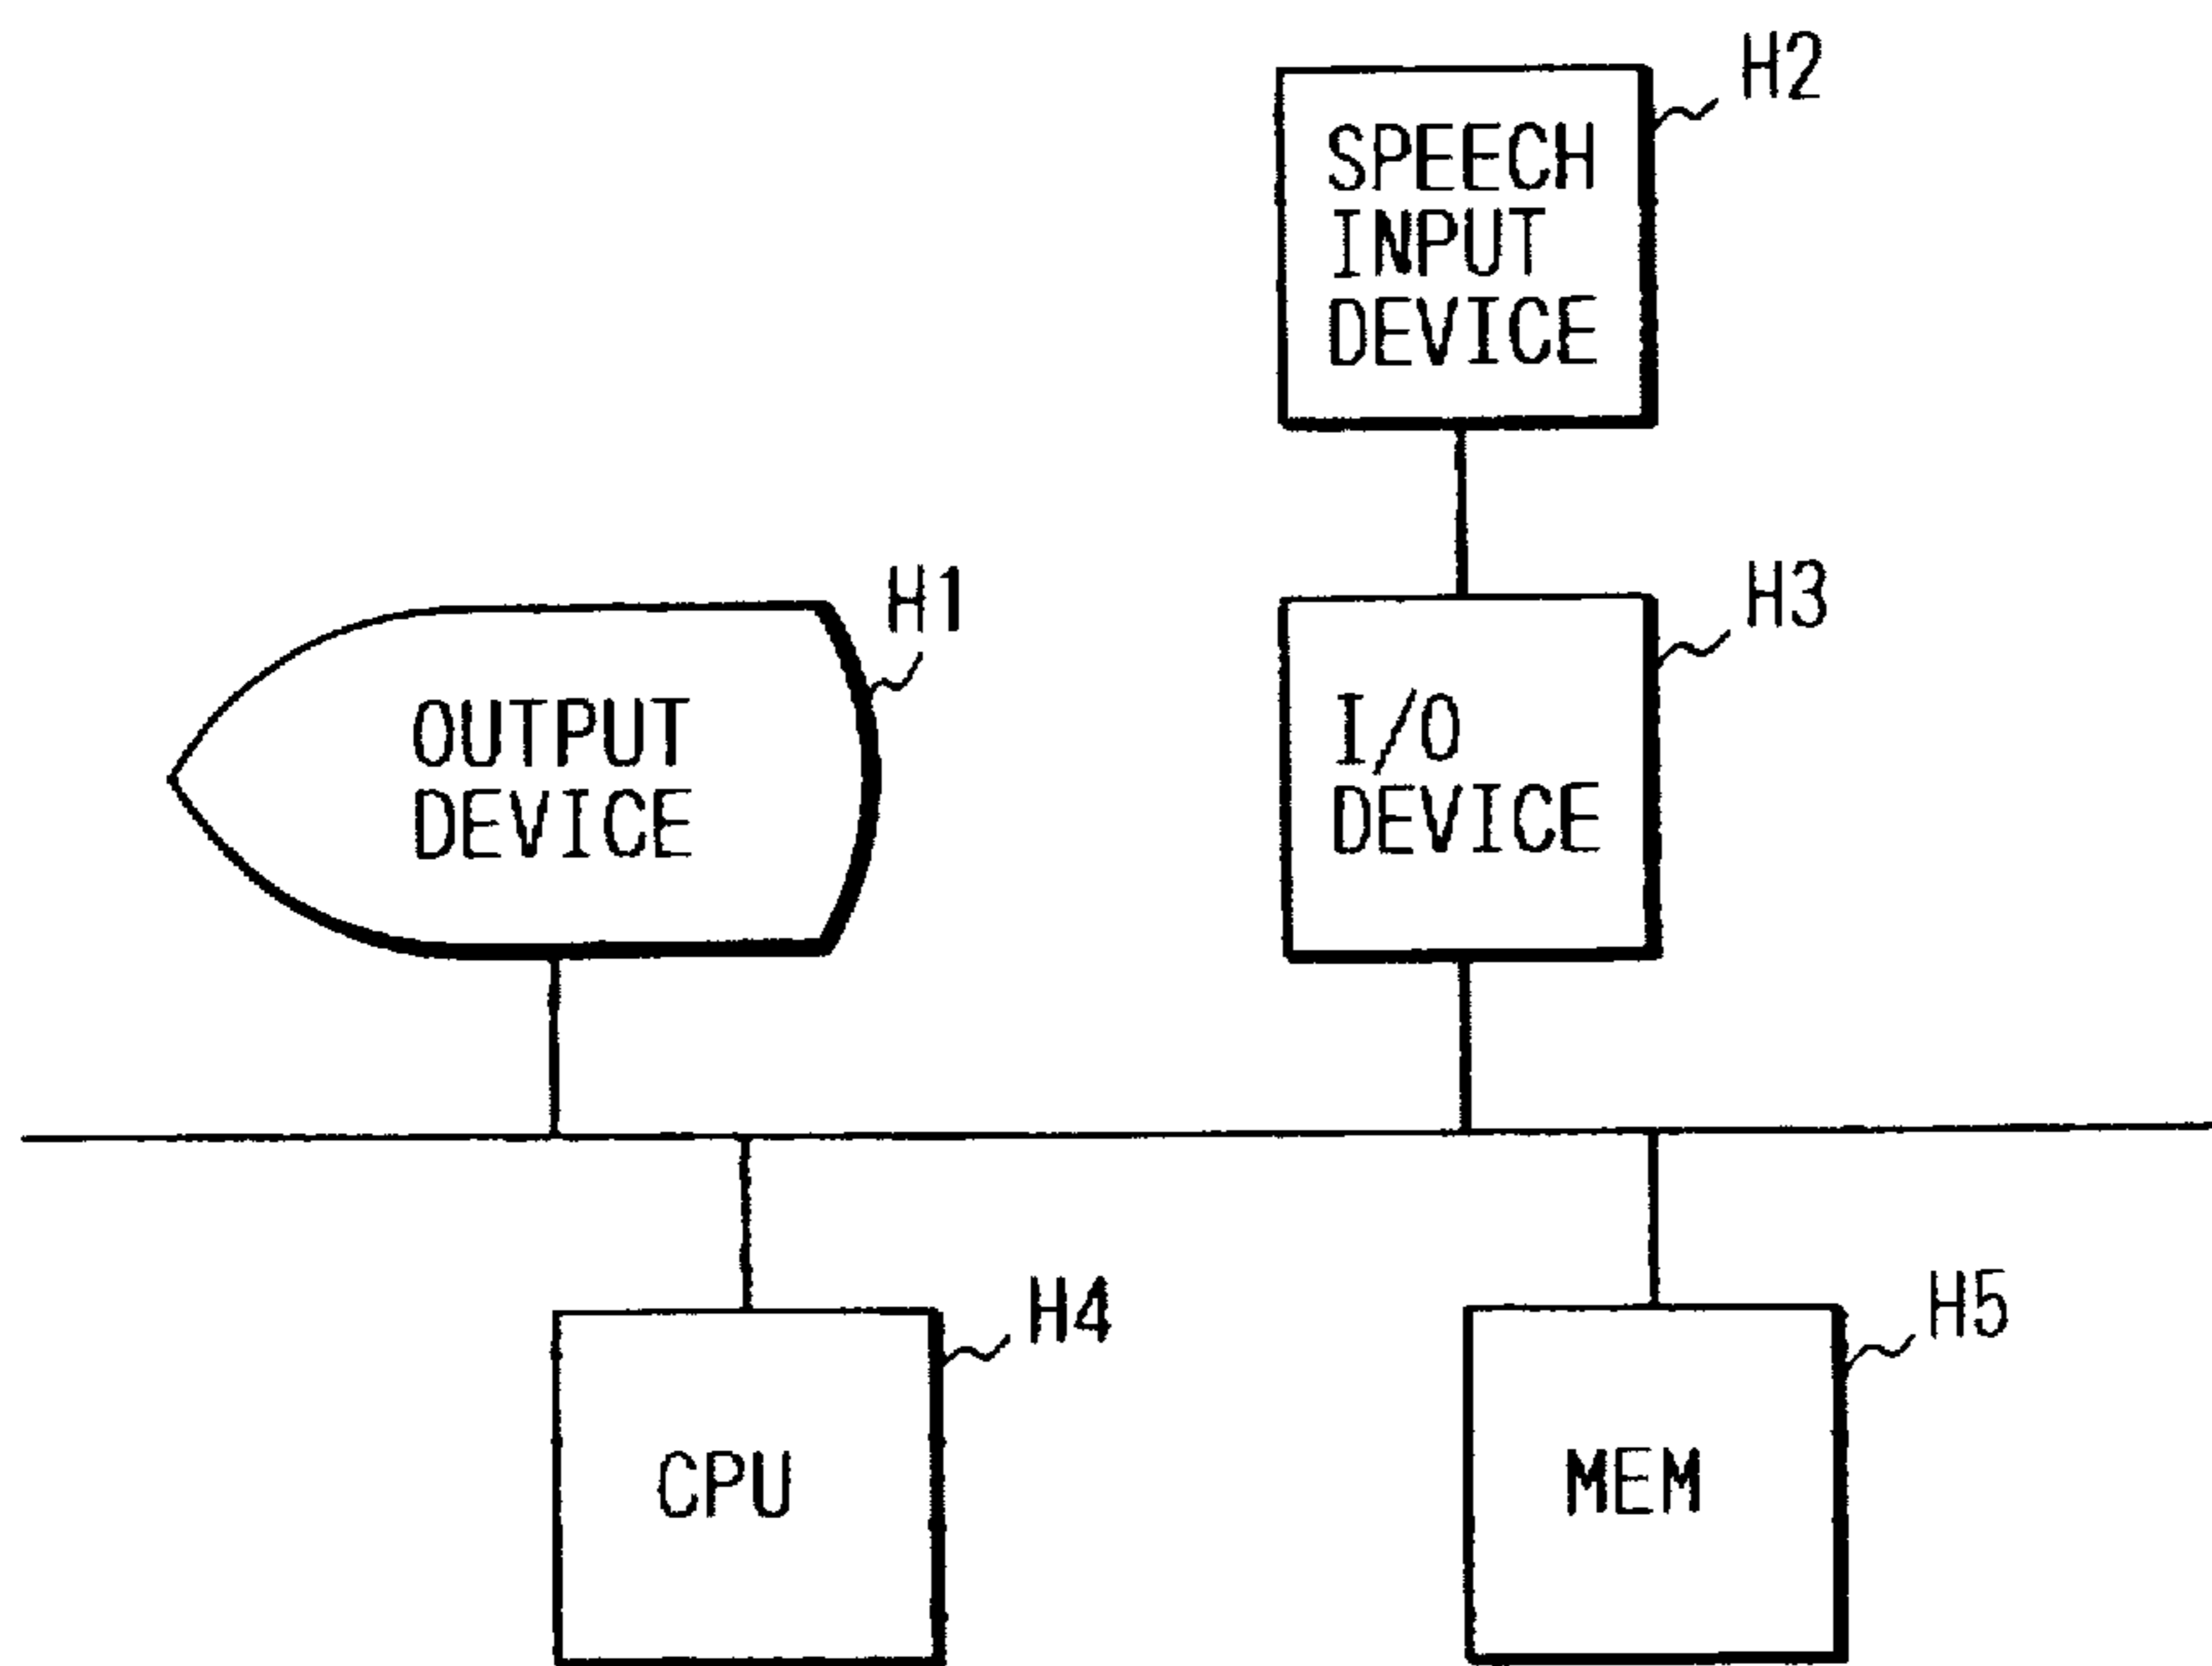 H2
SPEECH
INPUT
DEVICE
H1
OUTPUT
DEVICE
H3
I/O
DEVICE
H4
CPU
H5
MEM